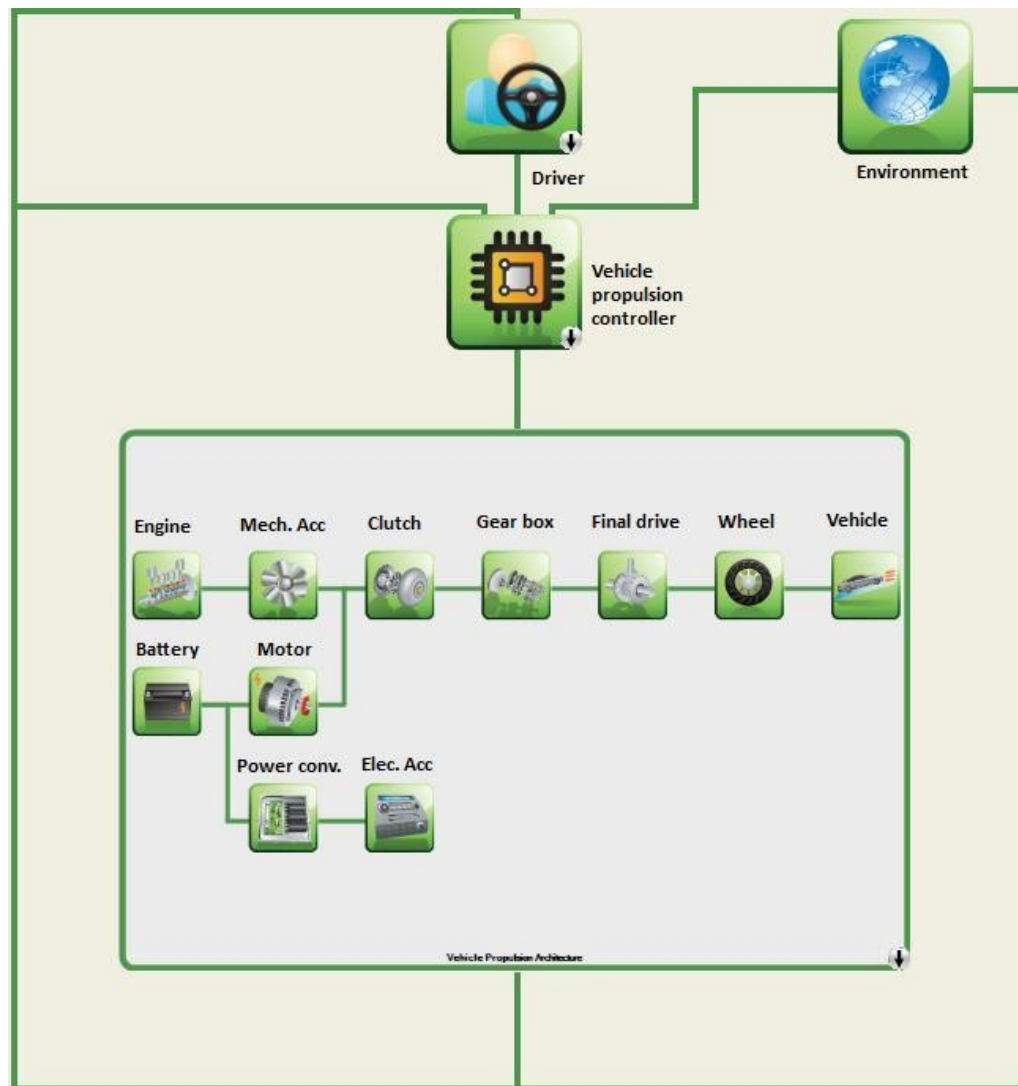 Driver
Environment
Vehicle
propulsion
controller
Engine
Mech. Acc
Clutch
Gear box
Final drive
Wheel
Vehicle
Battery
Motor
Power conv.
Elec. Acc
Vehicle Propulsion Architecture